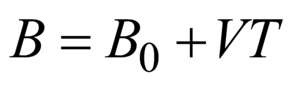 B = B₀ + VT